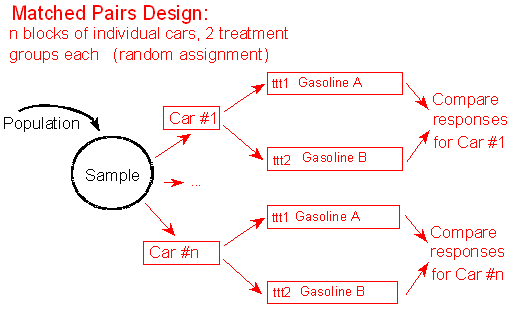 Matched Pairs Design:
n blocks of individual cars, 2 treatment
groups each (random assignment)
Population
Sample
...
Car #1
ttt1 Gasoline A
ttt2 Gasoline B
Compare
responses
for Car #1
Car #n
ttt1 Gasoline A
ttt2 Gasoline B
Compare
responses
for Car #n